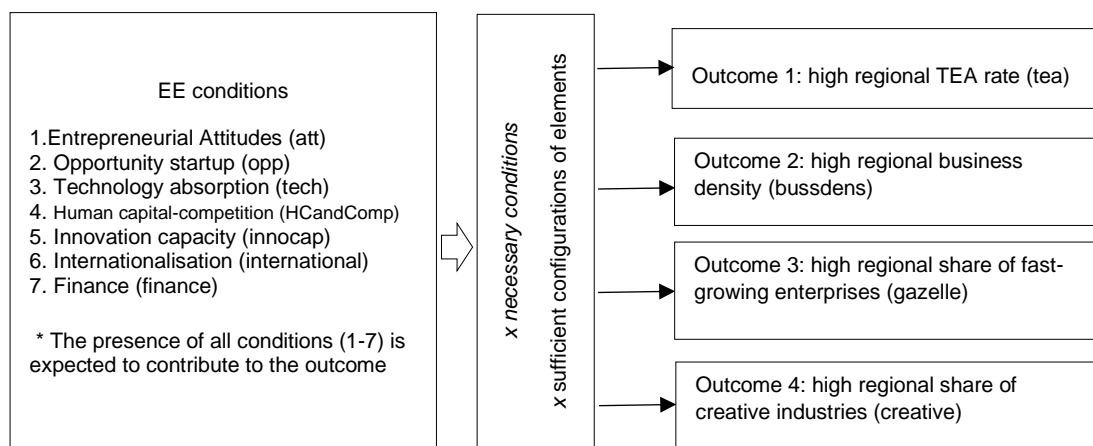 EE conditions
1.Entrepreneurial Attitudes (att)
2. Opportunity startup (opp)
3. Technology absorption (tech)
4. Human capital-competition (HCandComp)
5. Innovation capacity (innocap)
6. Internationalisation (international)
7. Finance (finance)
* The presence of all conditions (1-7) is
expected to contribute to the outcome
x necessary conditions
x sufficient configurations of elements
Outcome 1: high regional TEA rate (tea)
Outcome 2: high regional business
density (bussdens)
Outcome 3: high regional share of fast-
growing enterprises (gazelle)
Outcome 4: high regional share of
creative industries (creative)